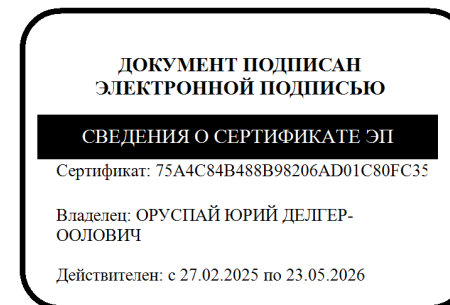 ДОКУМЕНТ ПОДПИСАН
ЭЛЕКТРОННОЙ ПОДПИСЬЮ
СВЕДЕНИЯ О СЕРТИФИКАТЕ ЭП
Сертификат: 75A4C84B488B98206AD01C80FC35
Владелец: ОРУСПАЙ ЮРИЙ ДЕЛГЕР-
ООЛОВИЧ
Действителен: с 27.02.2025 по 23.05.2026